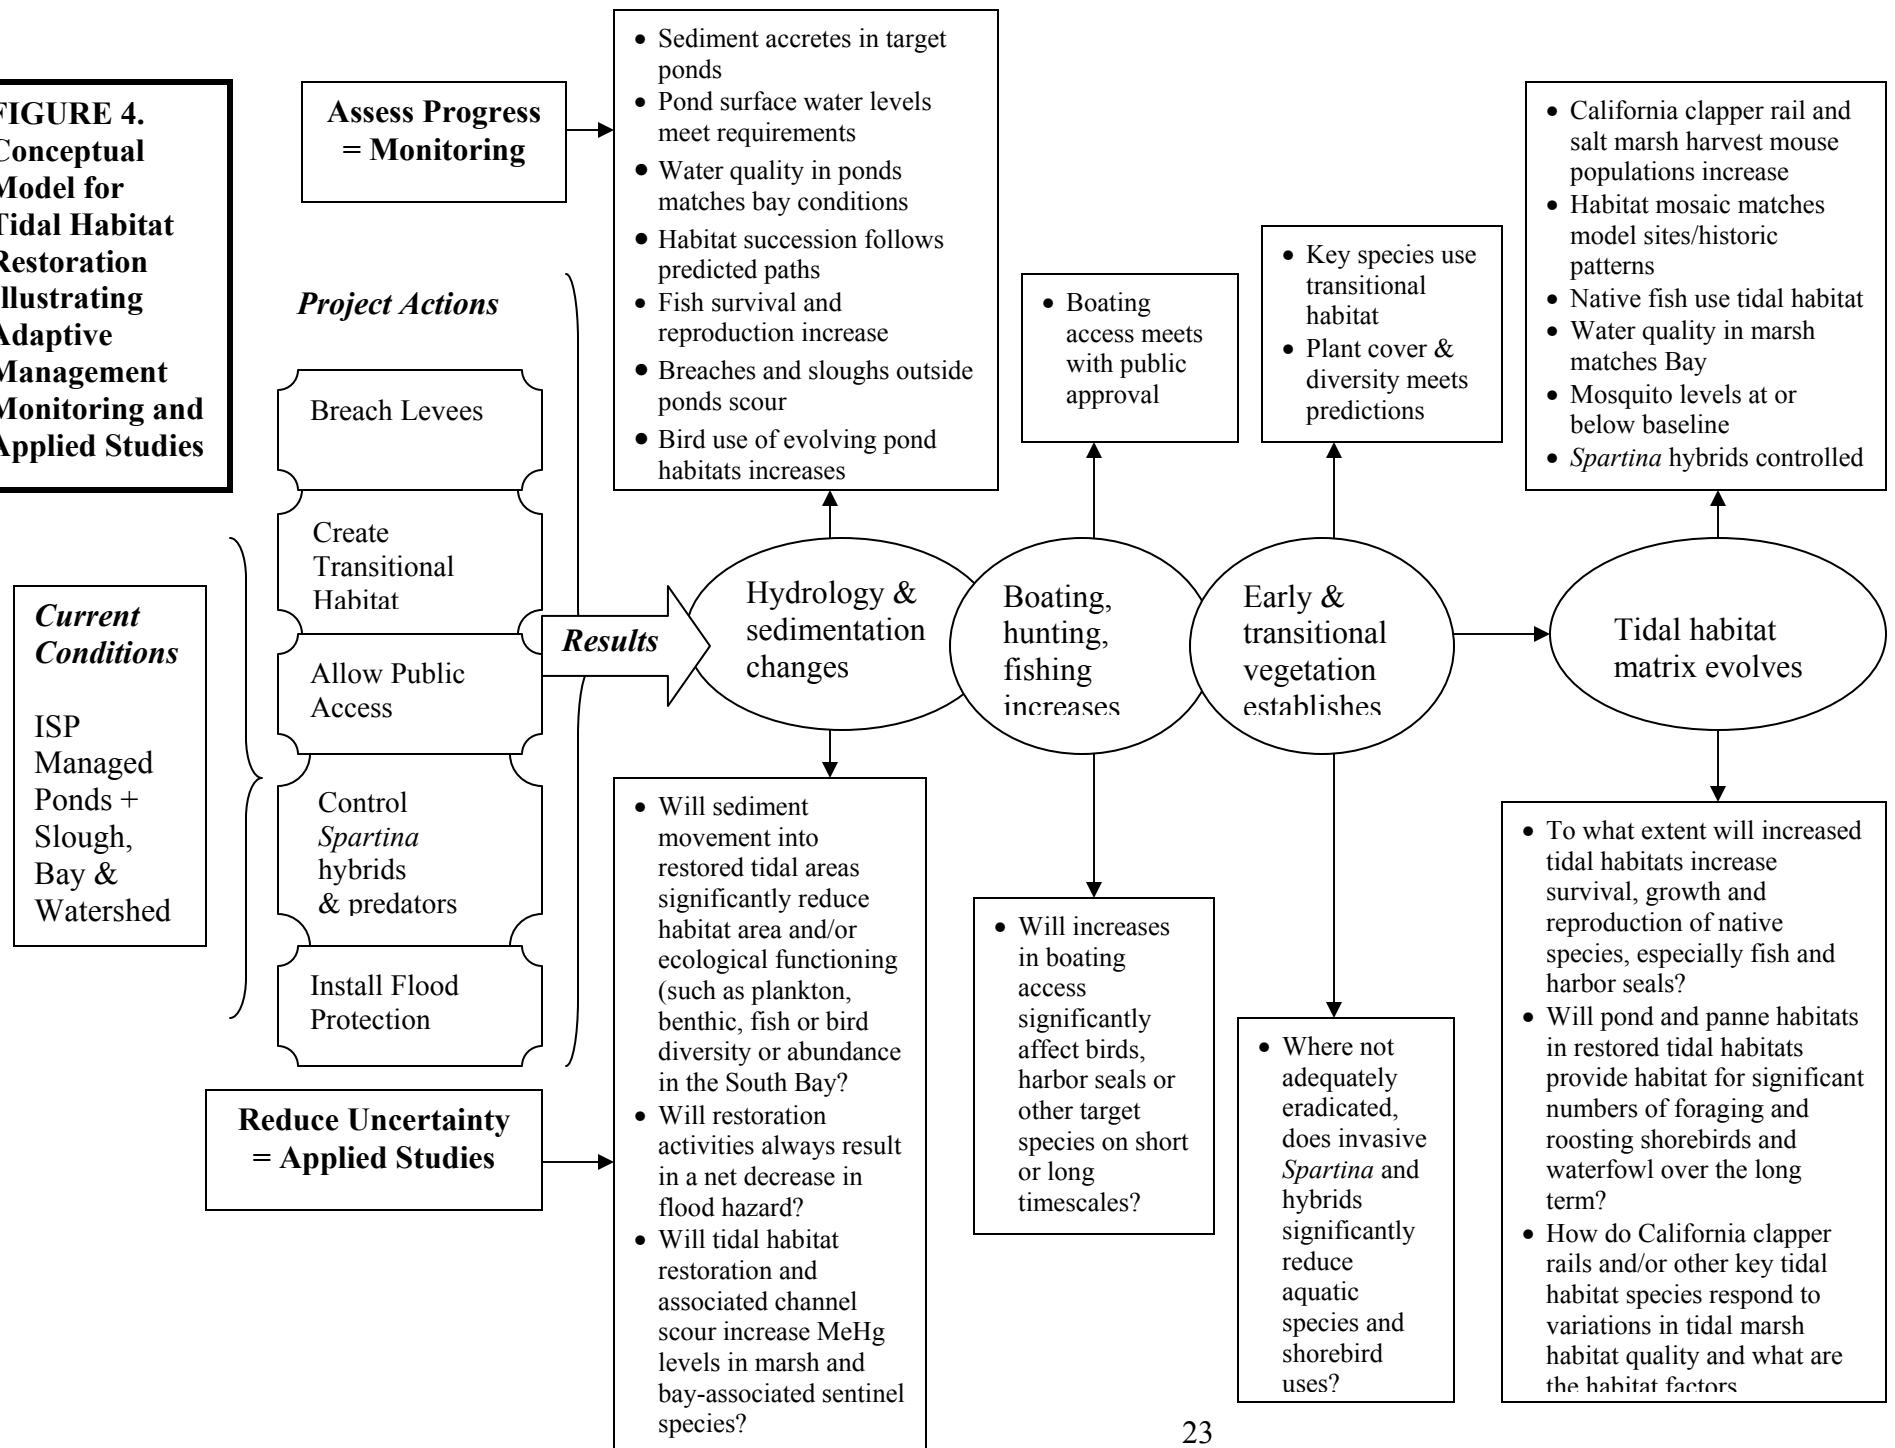 FIGURE 4.
Conceptual
Model for
Tidal Habitat
Restoration
Illustrating
Adaptive
Management
Monitoring and
Applied Studies
Assess Progress
= Monitoring
• Sediment accretes in target
ponds
• Pond surface water levels
meet requirements
• Water quality in ponds
matches bay conditions
• Habitat succession follows
predicted paths
• Fish survival and
reproduction increase
• Breaches and sloughs outside
ponds scour
• Bird use of evolving pond
habitats increases
• Boating
access meets
with public
approval
• Key species use
transitional
habitat
• Plant cover &
diversity meets
predictions
• California clapper rail and
salt marsh harvest mouse
populations increase
• Habitat mosaic matches
model sites/historic
patterns
• Native fish use tidal habitat
• Water quality in marsh
matches Bay
• Mosquito levels at or
below baseline
• Spartina hybrids controlled
Current
Conditions
ISP
Managed
Ponds +
Slough,
Bay &
Watershed
Project Actions
Breach Levees
Create
Transitional
Habitat
Allow Public
Access
Control
Spartina
hybrids
& predators
Install Flood
Protection
Results
Hydrology &
sedimentation
changes
Boating,
hunting,
fishing
increases
Early &
transitional
vegetation
establishes
Tidal habitat
matrix evolves
Reduce Uncertainty
= Applied Studies
• Will sediment
movement into
restored tidal areas
significantly reduce
habitat area and/or
ecological functioning
(such as plankton,
benthic, fish or bird
diversity or abundance
in the South Bay?
• Will restoration
activities always result
in a net decrease in
flood hazard?
• Will tidal habitat
restoration and
associated channel
scour increase MeHg
levels in marsh and
bay-associated sentinel
species?
• Will increases
in boating
access
significantly
affect birds,
harbor seals or
other target
species on short
or long
timescales?
• Where not
adequately
eradicated,
does invasive
Spartina and
hybrids
significantly
reduce
aquatic
species and
shorebird
uses?
• To what extent will increased
tidal habitats increase
survival, growth and
reproduction of native
species, especially fish and
harbor seals?
• Will pond and panne habitats
in restored tidal habitats
provide habitat for significant
numbers of foraging and
roosting shorebirds and
waterfowl over the long
term?
• How do California clapper
rails and/or other key tidal
habitat species respond to
variations in tidal marsh
habitat quality and what are
the habitat factors
23